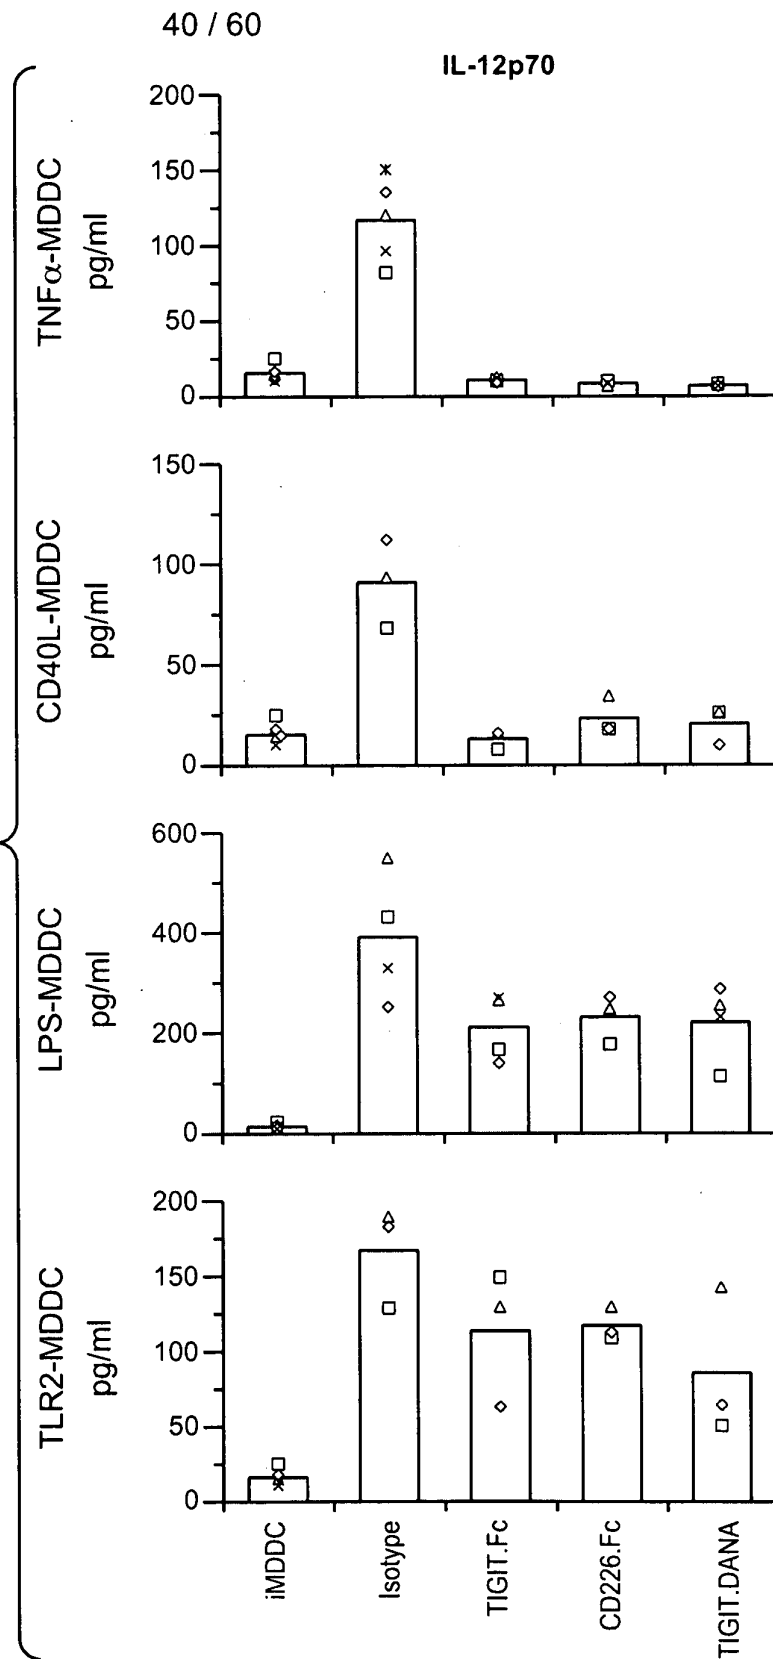 40 / 60
IL-12p70
TNFα-MDDC
pg/ml
200
150
100
50
0
CD40L-MDDC
pg/ml
150
100
50
0
LPS-MDDC
pg/ml
600
400
200
0
TLR2-MDDC
pg/ml
200
150
100
50
0
iMDDC
Isotype
TIGIT.Fc
CD226.Fc
TIGIT.DANA